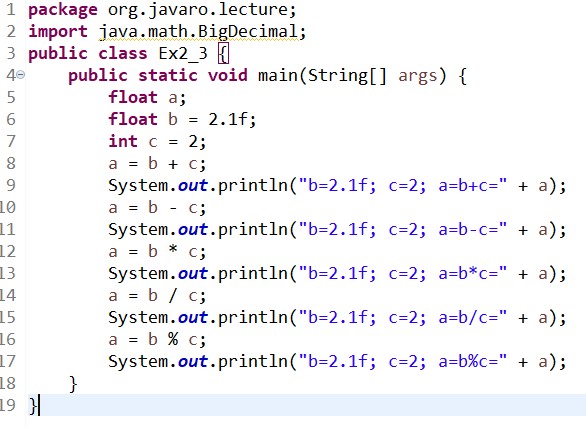 1 package org.javaro.lecture;
2 import java.math.BigDecimal;
3 public class Ex2_3 {
4 public static void main(String[] args) {
5 float a;
6 float b = 2.1f;
7 int c = 2;
8 a = b + c;
9 System.out.println("b=2.1f; c=2; a=b+c=" + a);
10 a = b - c;
11 System.out.println("b=2.1f; c=2; a=b-c=" + a);
12 a = b * c;
13 System.out.println("b=2.1f; c=2; a=b*c=" + a);
14 a = b / c;
15 System.out.println("b=2.1f; c=2; a=b/c=" + a);
16 a = b % c;
17 System.out.println("b=2.1f; c=2; a=b%c=" + a);
18 }
19 }